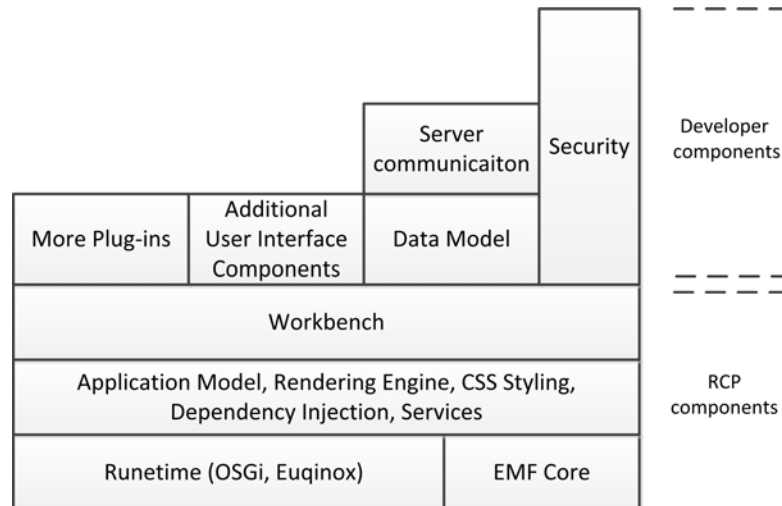 Server
communicaiton
Security
Developer
components
More Plug-ins
Additional
User Interface
Components
Data Model
Workbench
Application Model, Rendering Engine, CSS Styling,
Dependency Injection, Services
RCP
components
Runetime (OSGi, Euqinox)
EMF Core